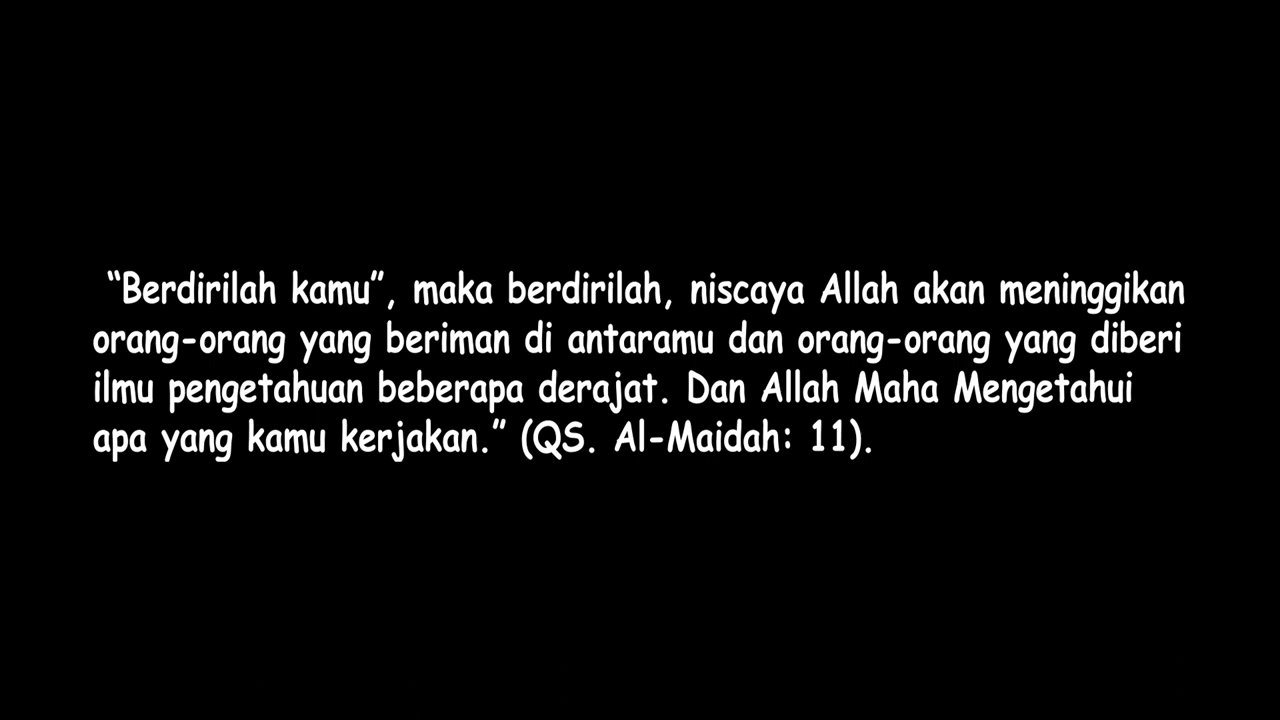 “Berdirilah kamu”, maka berdirilah, niscaya Allah akan meninggikan
orang-orang yang beriman di antaramu dan orang-orang yang diberi
ilmu pengetahuan beberapa derajat. Dan Allah Maha Mengetahui
apa yang kamu kerjakan.” (QS. Al-Maidah: 11).